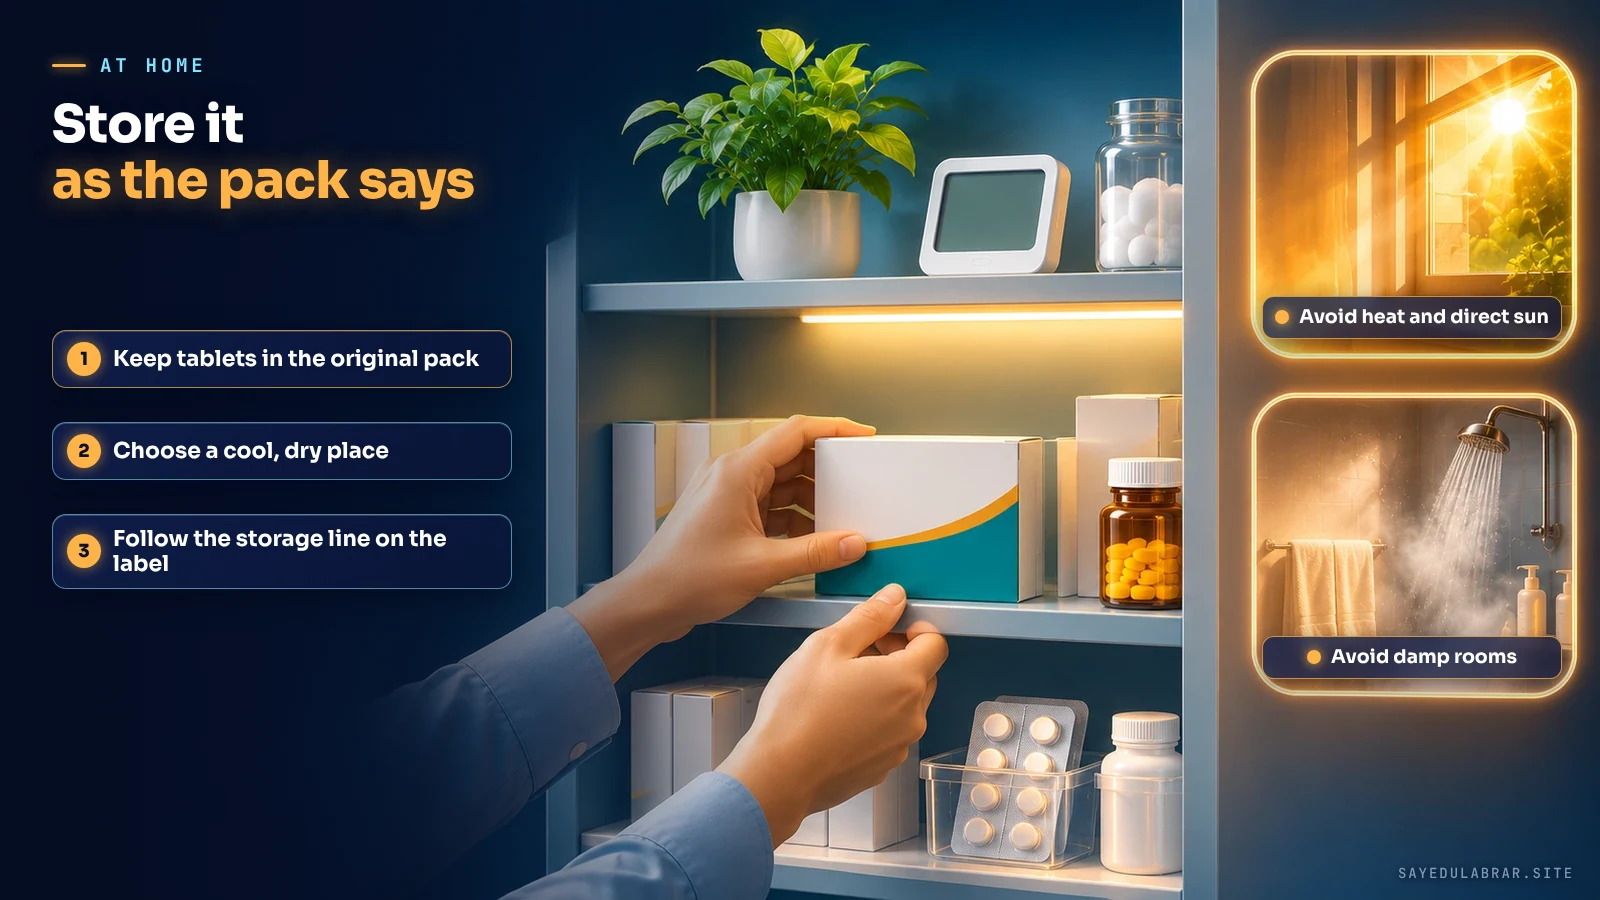 AT HOME
Store it
as the pack says
1 Keep tablets in the original pack
2 Choose a cool, dry place
3 Follow the storage line on the
label
Avoid heat and direct sun
Avoid damp rooms
SAYEDULABRAR.SITE